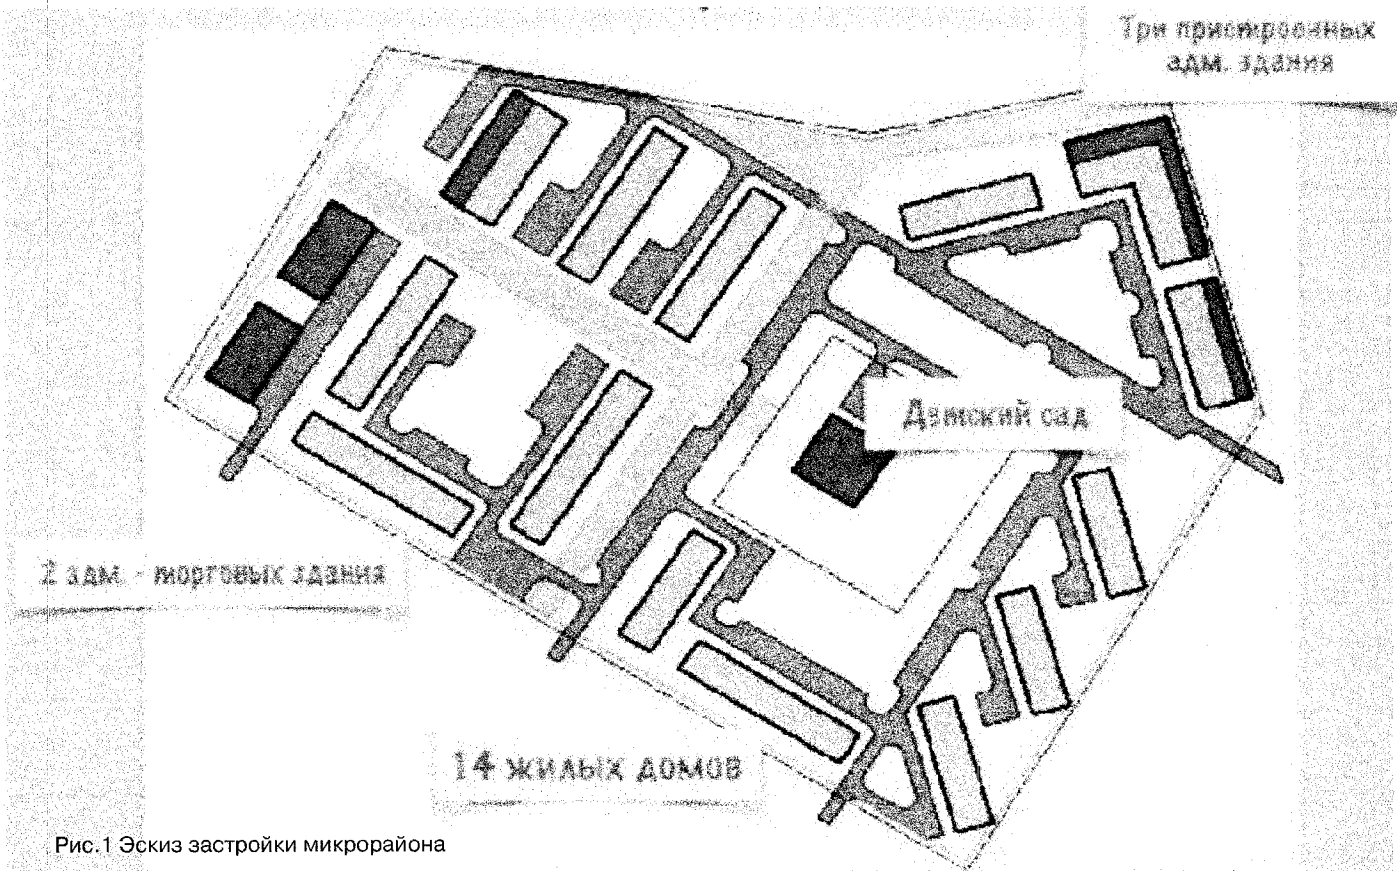 Три пристроенных
адм. здания
Детский сад
2 адм. - торговых здания
14 жилых домов
Рис.1 Эскиз застройки микрорайона